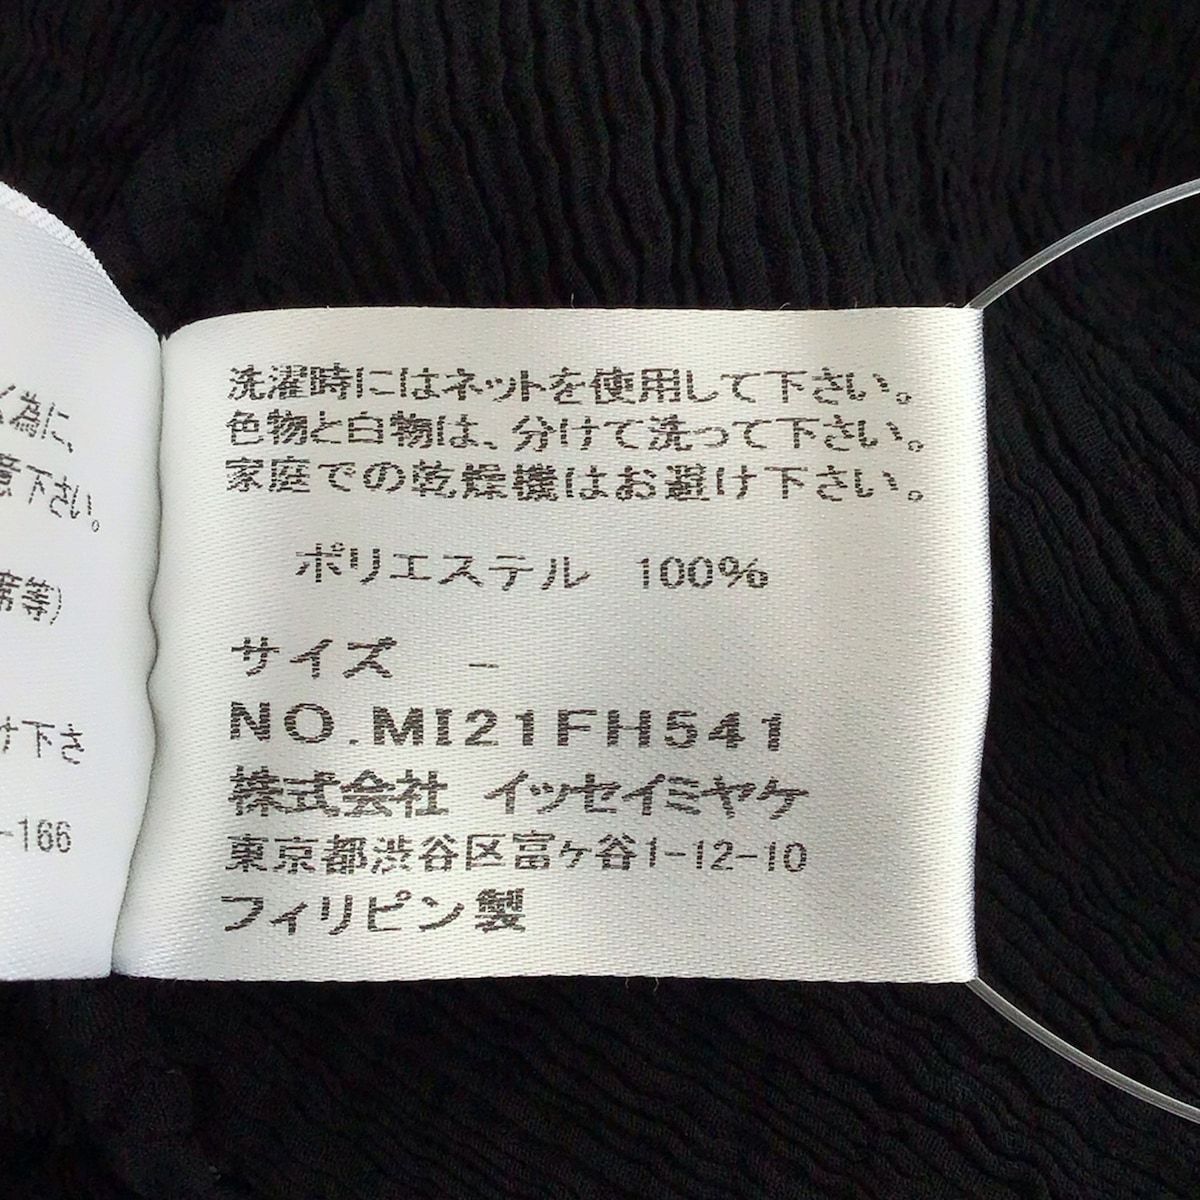 く為に、
意下さい。
席等)
け下さ
-166
洗濯時にはネットを使用して下さい。
色物と白物は、分けて洗って下さい。
家庭での乾燥機はお避け下さい。
ポリエステル 100%
サイズ -
NO.MI21FH541
株式会社 イッセイミヤケ
東京都渋谷区富ヶ谷1-12-10
フィリピン製